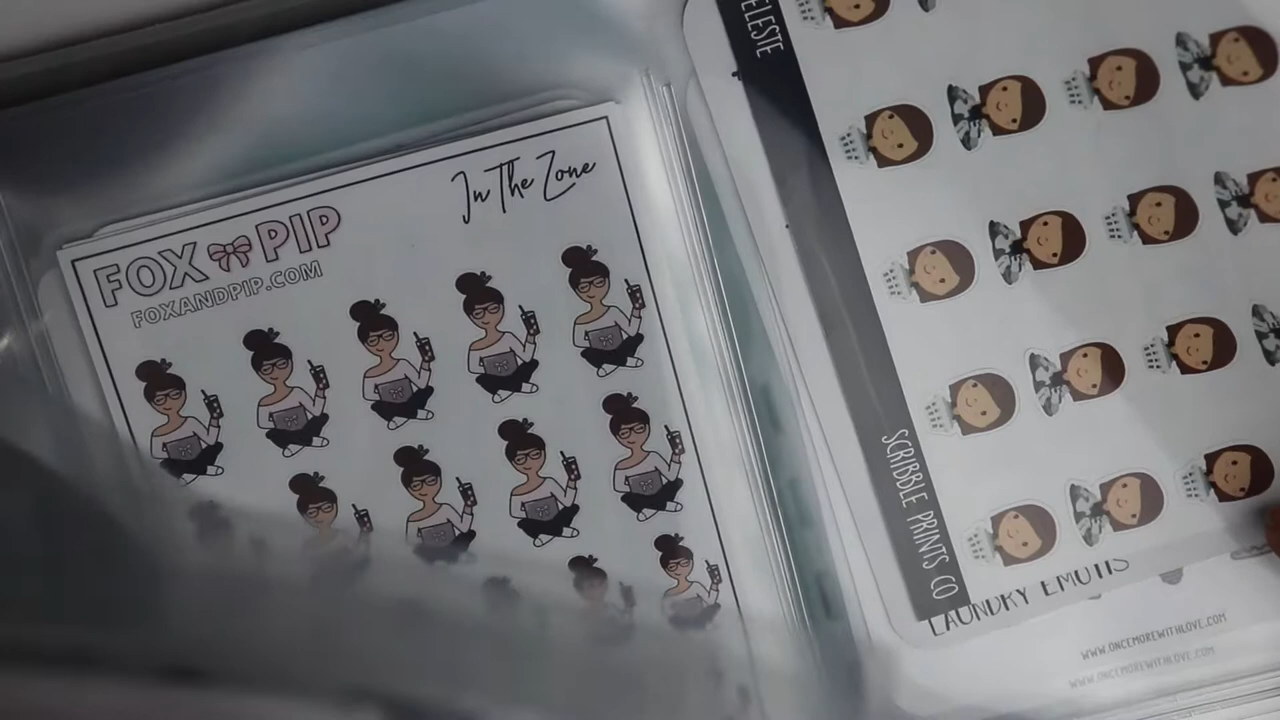 In The Zone
FOX PIP
FOXANDPIP.COM
ELESTE
SCRIBBLE PRINTS CO
LAUNDRY EMOTIS
WWW.ONCEMOREWITHLOVE.COM
WWW.ONCEMOREWITHLOVE.COM